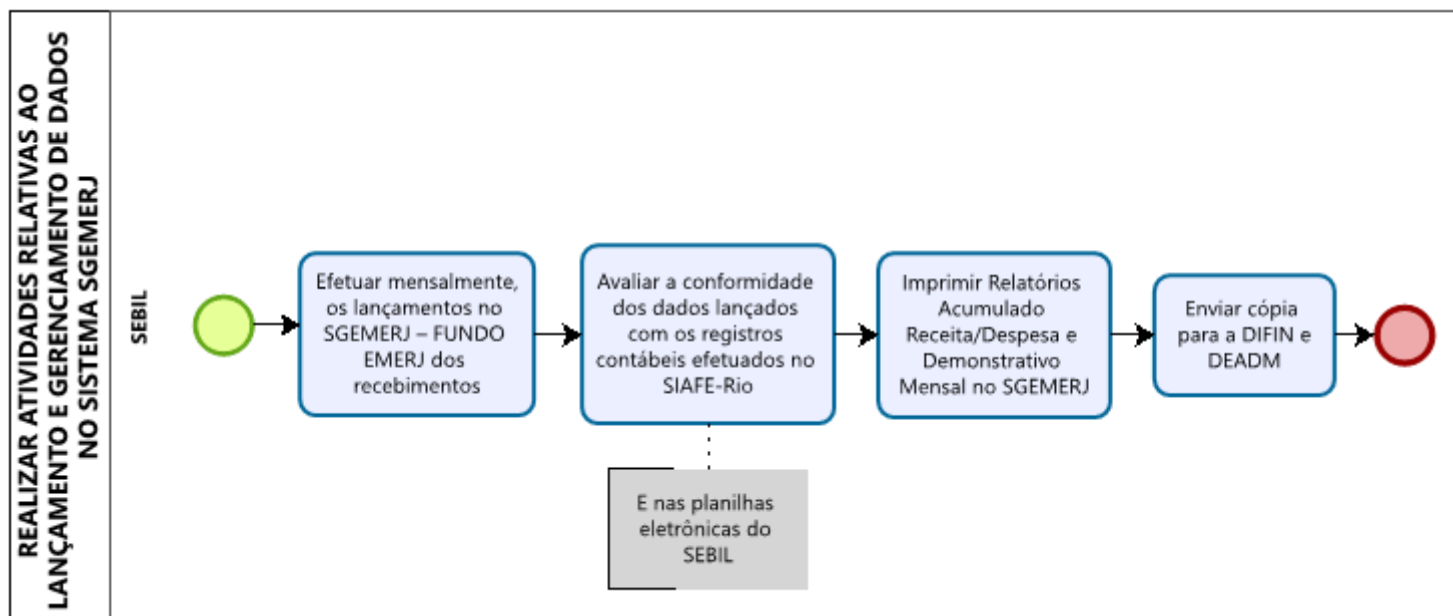 REALIZAR ATIVIDADES RELATIVAS AO
LANÇAMENTO E GERENCIAMENTO DE DADOS
NO SISTEMA SGEMERJ
SEBIL
Efetuar mensalmente,
os lançamentos no
SGEMERJ – FUNDO
EMERJ dos
recebimentos
Avaliar a conformidade
dos dados lançados
com os registros
contábeis efetuados no
SIAFE-Rio
E nas planilhas
eletrônicas do
SEBIL
Imprimir Relatórios
Acumulado
Receita/Despesa e
Demonstrativo
Mensal no SGEMERJ
Enviar cópia
para a DIFIN e
DEADM